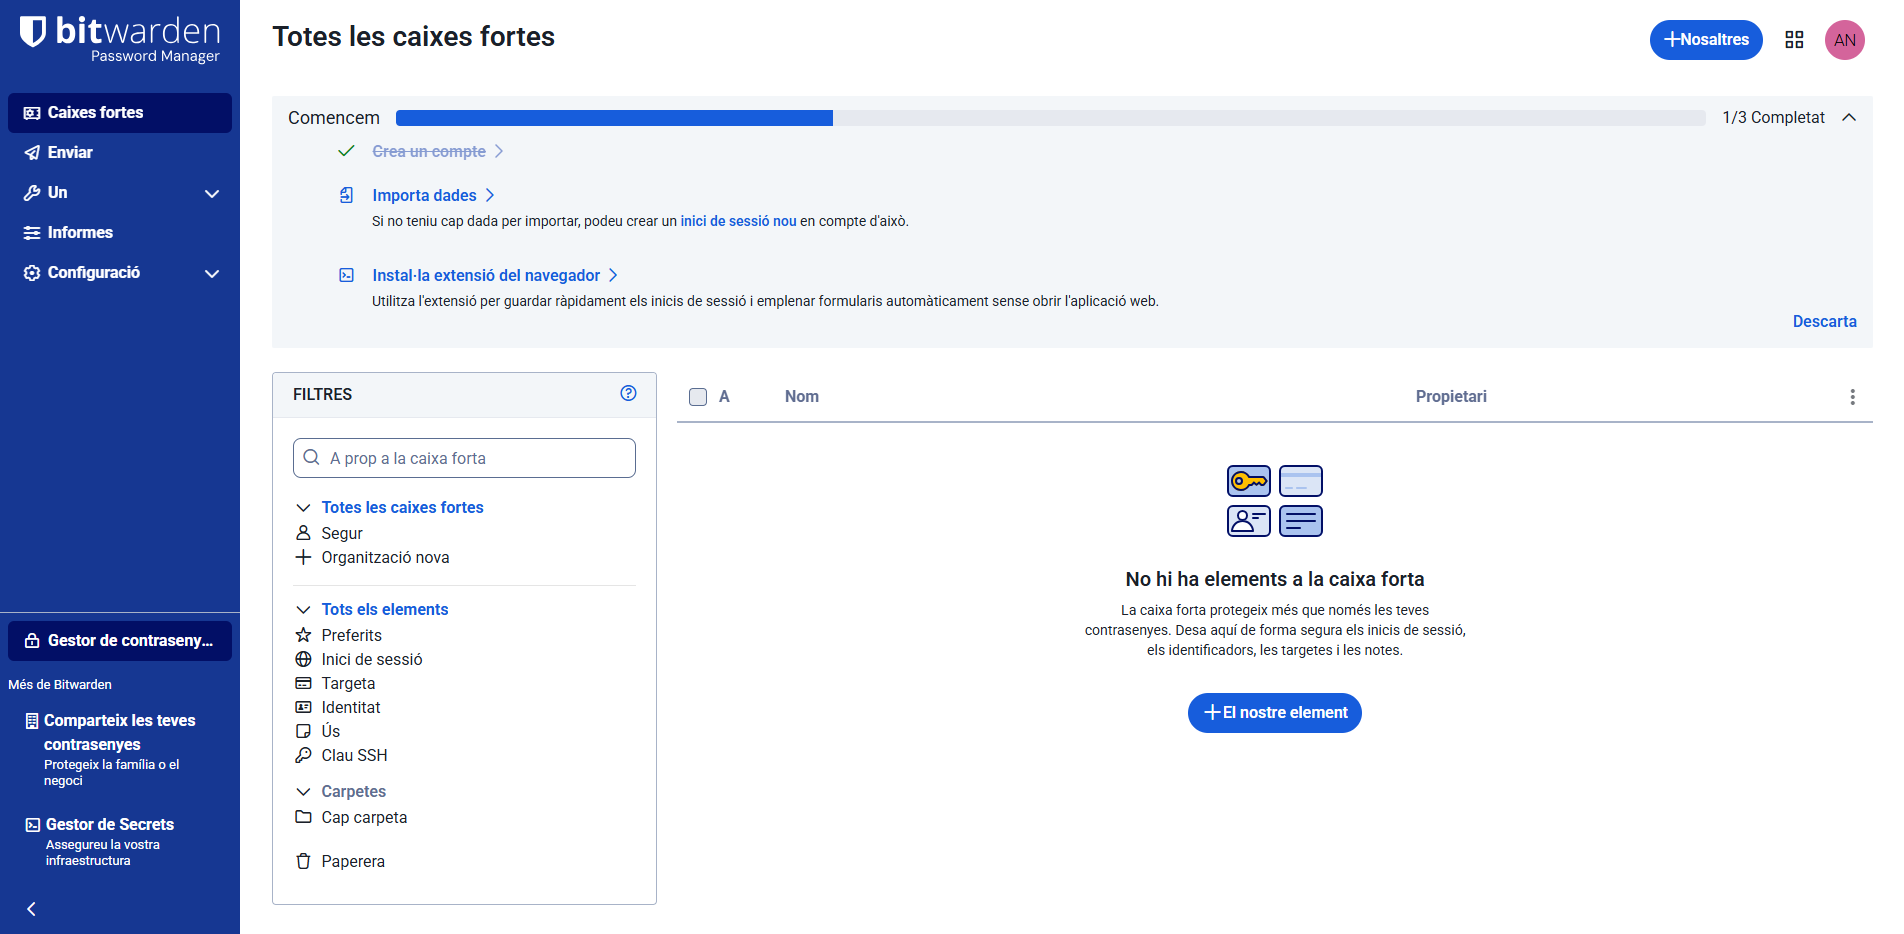 bitwarden
Password Manager
Caixes fortes
Enviar
Un
Informes
Configuració
Gestor de contraseny...
Més de Bitwarden
Comparteix les teves
contrasenyes
Protegeix la família o el
negoci
Gestor de Secrets
Assegureu la vostra
infraestructura
Totes les caixes fortes
Nosaltres
AN
Comencem
1/3 Completat
Crea un compte
Importa dades
Si no teniu cap dada per importar, podeu crear un inici de sessió nou en compte d'això.
Instal·la extensió del navegador
Utilitza l'extensió per guardar ràpidament els inicis de sessió i emplenar formularis automàticament sense obrir l'aplicació web.
Descarta
FILTRES
A prop a la caixa forta
Totes les caixes fortes
Segur
Organització nova
Tots els elements
Preferits
Inici de sessió
Targeta
Identitat
Ús
Clau SSH
Carpetes
Cap carpeta
Paperera
A Nom Propietari
No hi ha elements a la caixa forta
La caixa forta protegeix més que només les teves
contrasenyes. Desa aquí de forma segura els inicis de sessió,
els identificadors, les targetes i les notes.
El nostre element